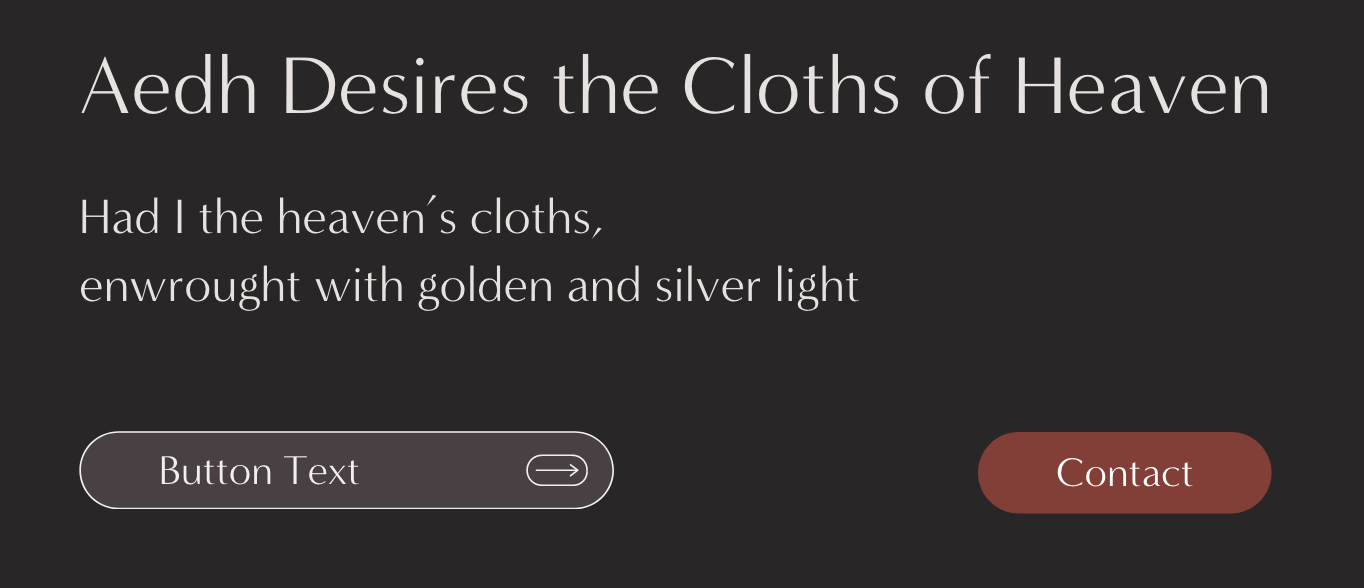 Aedh Desires the Cloths of Heaven
Had I the heaven´s cloths,
enwrought with golden and silver light
Button Text
Contact